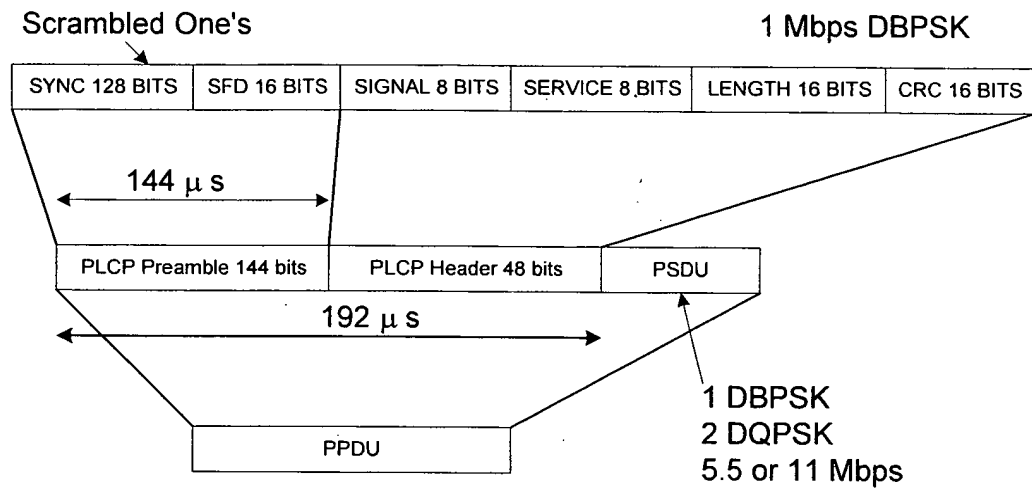 Scrambled One's
1 Mbps DBPSK
SYNC 128 BITS
SFD 16 BITS
SIGNAL 8 BITS
SERVICE 8 BITS
LENGTH 16 BITS
CRC 16 BITS
144 μ s
PLCP Preamble 144 bits
PLCP Header 48 bits
PSDU
192 μ s
1 DBPSK
2 DQPSK
5.5 or 11 Mbps
PPDU